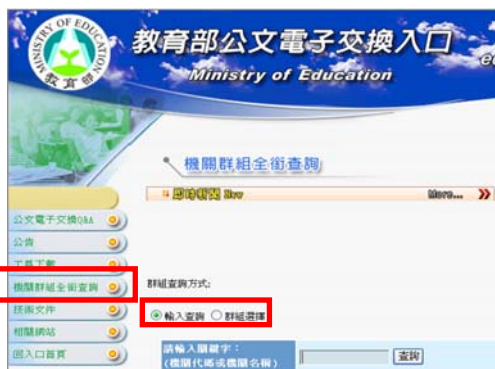 MINISTRY OF EDUCATION
教育部
教育部公文電子交換入口
Ministry of Education
機關群組全銜查詢
即時新聞 New
More...
公文電子交換Q&A
公告
工具下載
機關群組全銜查詢
技術文件
相關網站
回入口首頁
群組查詢方式:
輸入查詢 群組選擇
請輸入關鍵字：
(機關代碼或機關名稱)
查詢